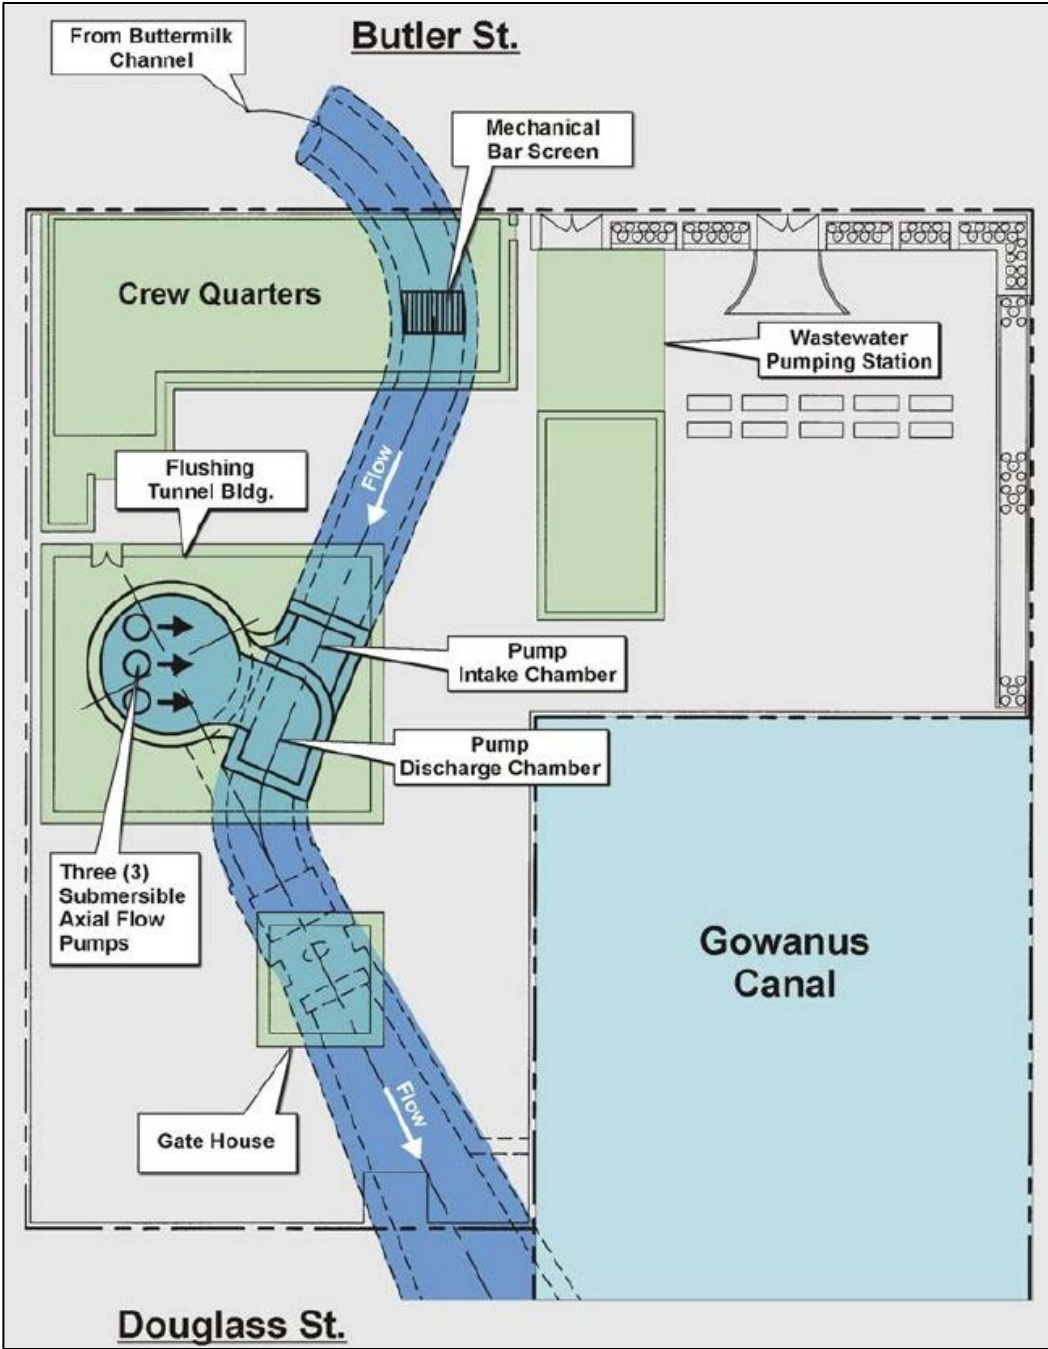 From Buttermilk
Channel
Butler St.
Mechanical
Bar Screen
Crew Quarters
Wastewater
Pumping Station
Flushing
Tunnel Bldg.
Flow
Pump
Intake Chamber
Pump
Discharge Chamber
Three (3)
Submersible
Axial Flow
Pumps
Gowanus
Canal
Flow
Gate House
Douglass St.